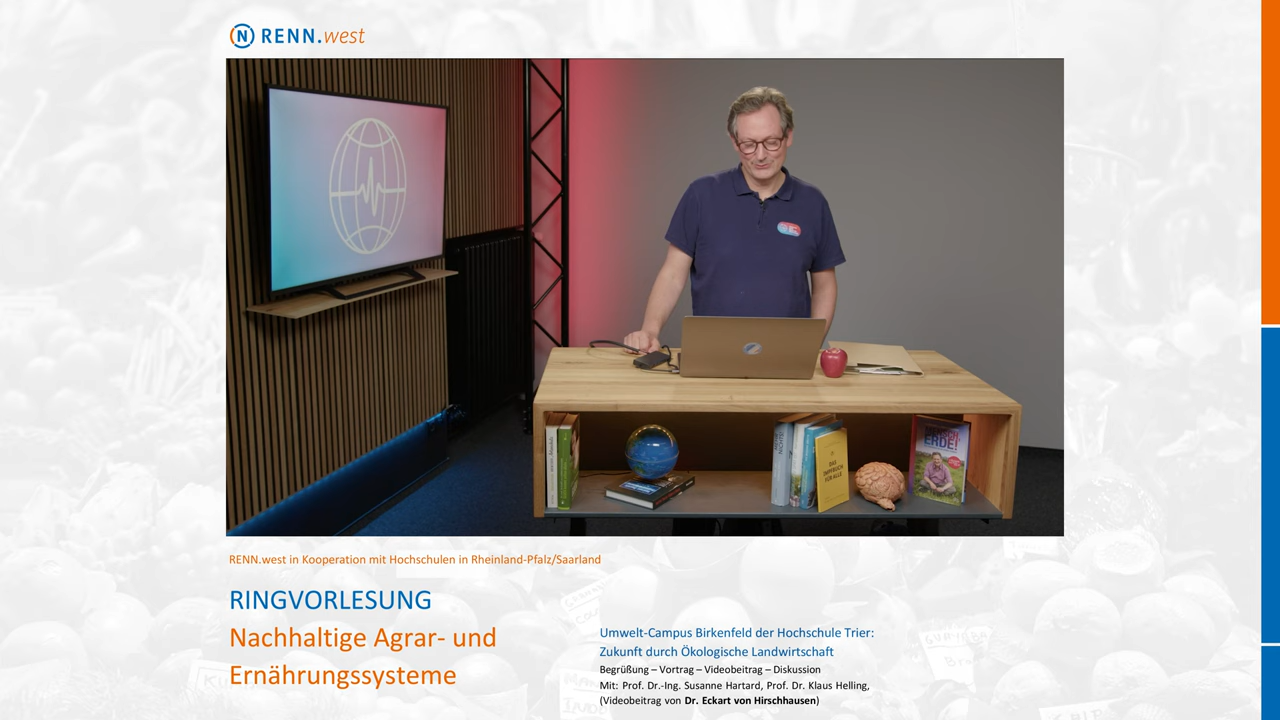 N RENN.west
MENSCH,
ERDE!
DAS
IMPFBUCH
FÜR ALLE
RENN.west in Kooperation mit Hochschulen in Rheinland-Pfalz/Saarland
RINGVORLESUNG
Nachhaltige Agrar- und
Ernährungssysteme
Umwelt-Campus Birkenfeld der Hochschule Trier:
Zukunft durch Ökologische Landwirtschaft
Begrüßung – Vortrag – Videobeitrag – Diskussion
Mit: Prof. Dr.-Ing. Susanne Hartard, Prof. Dr. Klaus Helling,
(Videobeitrag von Dr. Eckart von Hirschhausen)